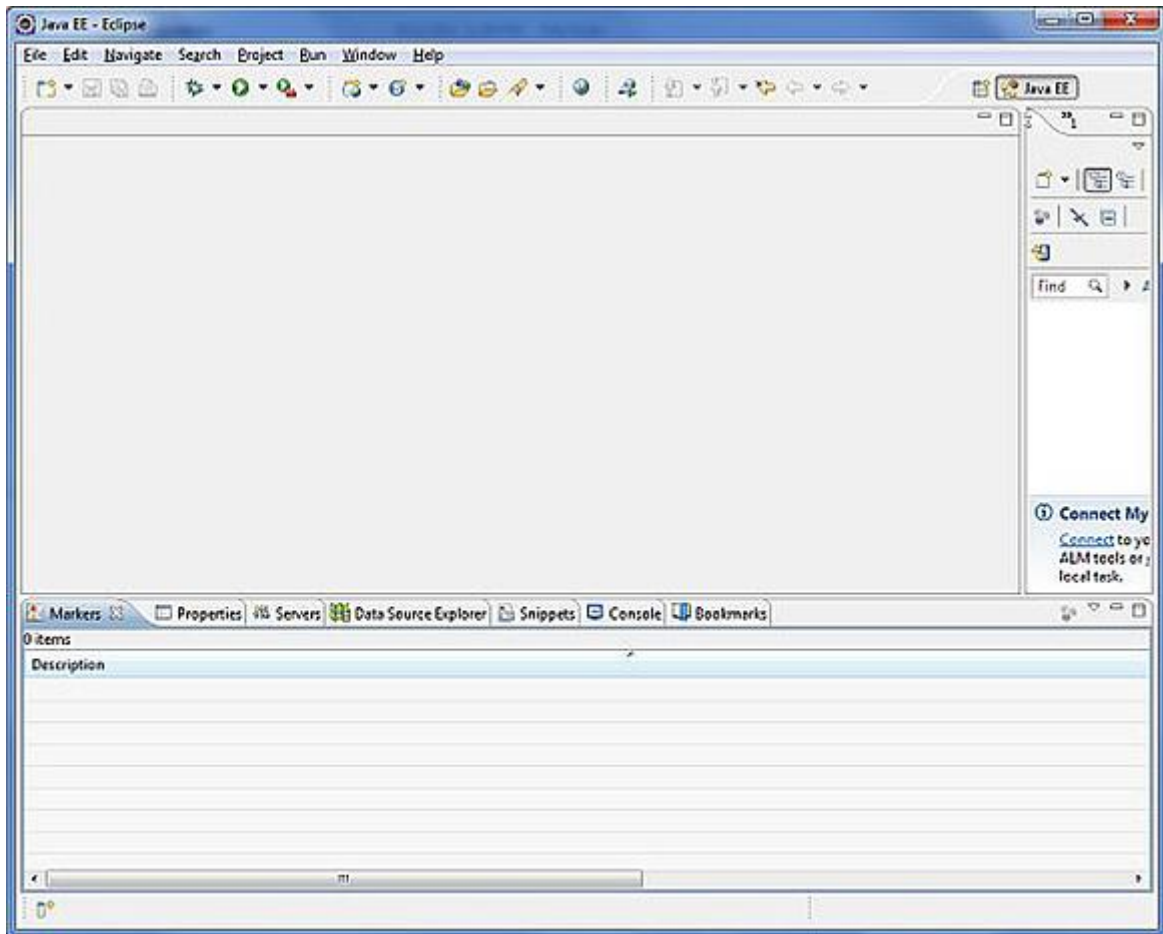 Java EE - Eclipse
File Edit Navigate Search Project Run Window Help
Java EE
»1
Find
Connect My
Connect to yo
ALM tools or
local task.
Markers Properties Servers Data Source Explorer Snippets Console Bookmarks
0 items
Description